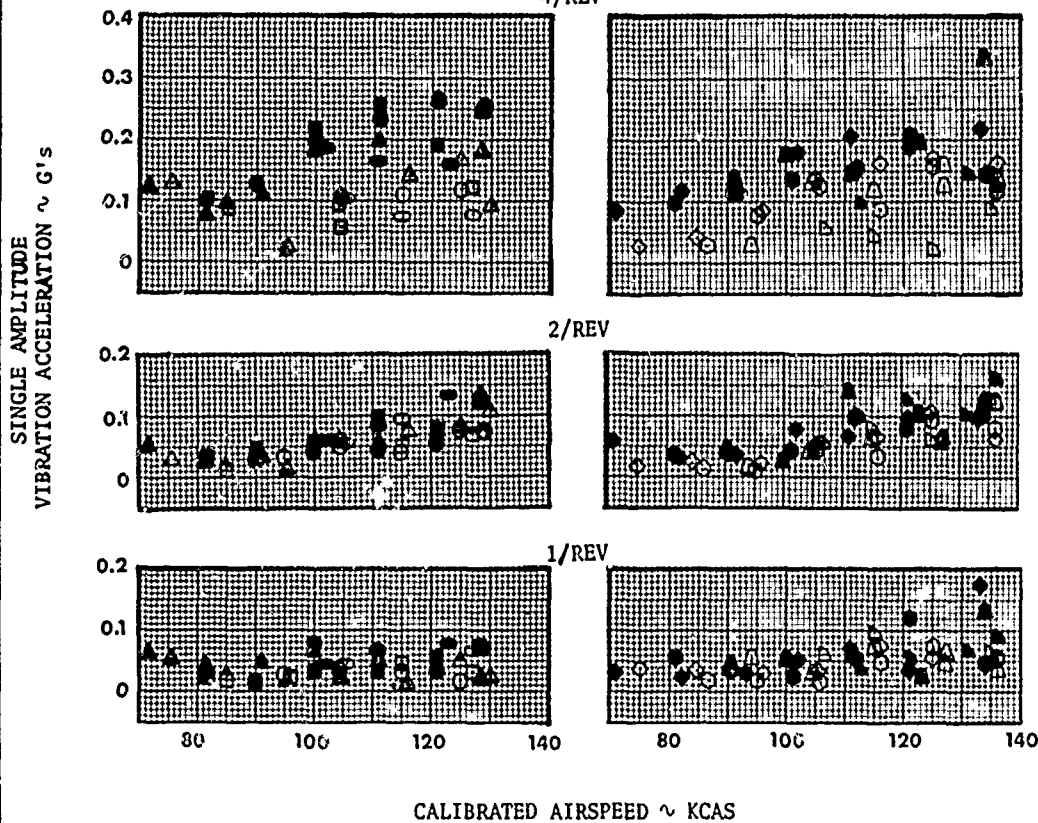 4/REV
0.4
0.3
0.2
0.1
0
2/REV
0.2
0.1
0
1/REV
0.2
0.1
0
80 100 120 140
80 100 120 140
SINGLE AMPLITUDE
VIBRATION ACCELERATION ~ G's
CALIBRATED AIRSPEED ~ KCAS